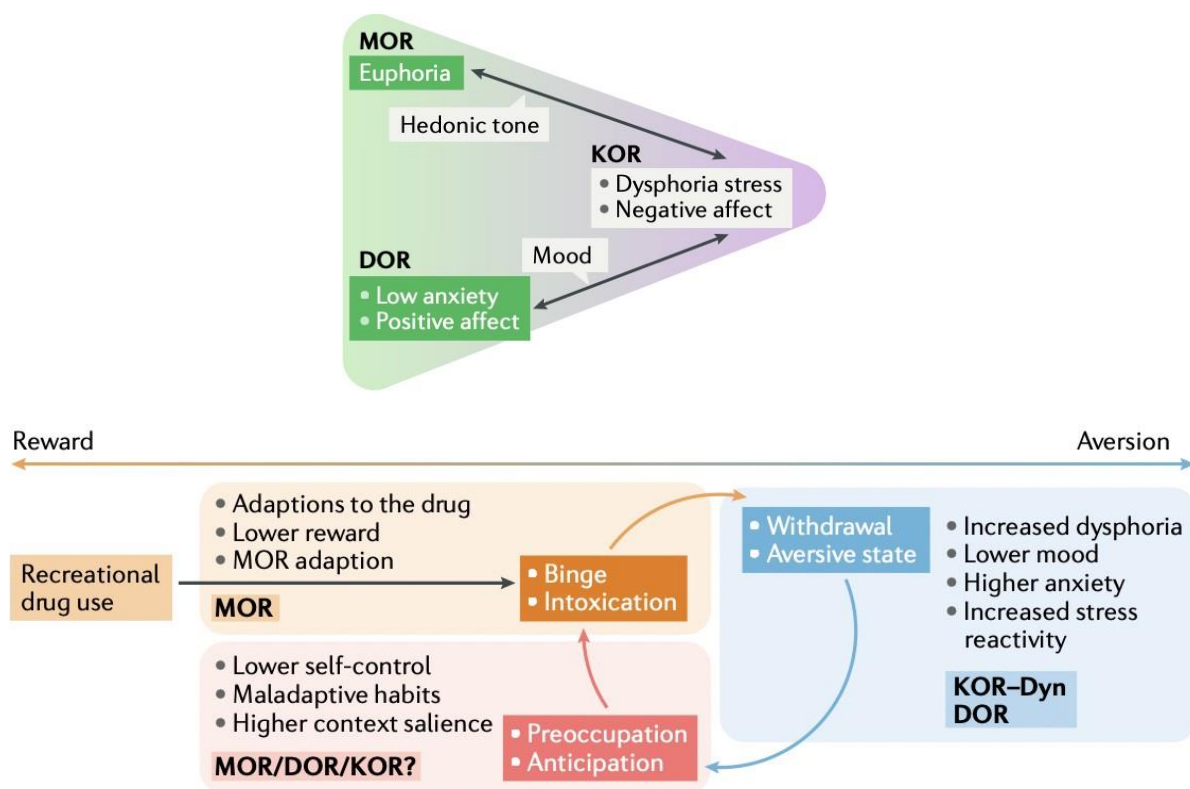 MOR
Euphoria
Hedonic tone
KOR
• Dysphoria stress
• Negative affect
DOR
Mood
• Low anxiety
• Positive affect
Reward
Aversion
Recreational
drug use
• Adaptions to the drug
• Lower reward
• MOR adaption
MOR
• Binge
• Intoxication
• Withdrawal
• Aversive state
• Increased dysphoria
• Lower mood
• Higher anxiety
• Increased stress
reactivity
KOR–Dyn
DOR
• Lower self-control
• Maladaptive habits
• Higher context salience
MOR/DOR/KOR?
• Preoccupation
• Anticipation